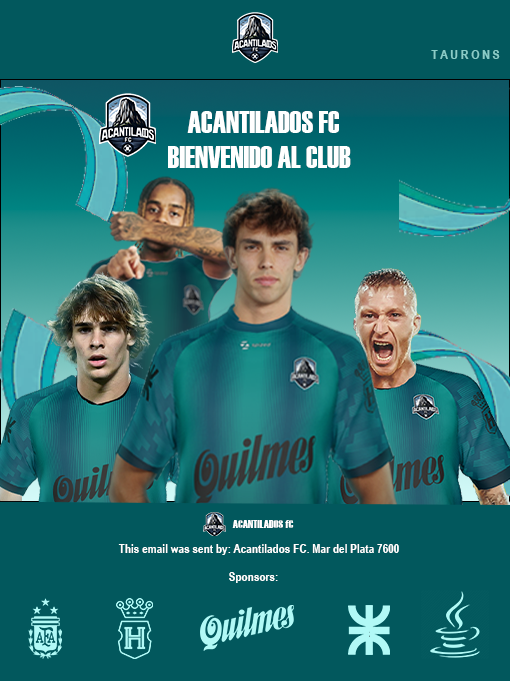 ACANTILADOS
FC
TAURONS
ACANTILADOS
FC
ACANTILADOS FC
BIENVENIDO AL CLUB
Quilmes
Quilmes
Quilmes
ACANTILADOS FC
This email was sent by: Acantilados FC. Mar del Plata 7600
Sponsors:
AFA
H
Quilmes